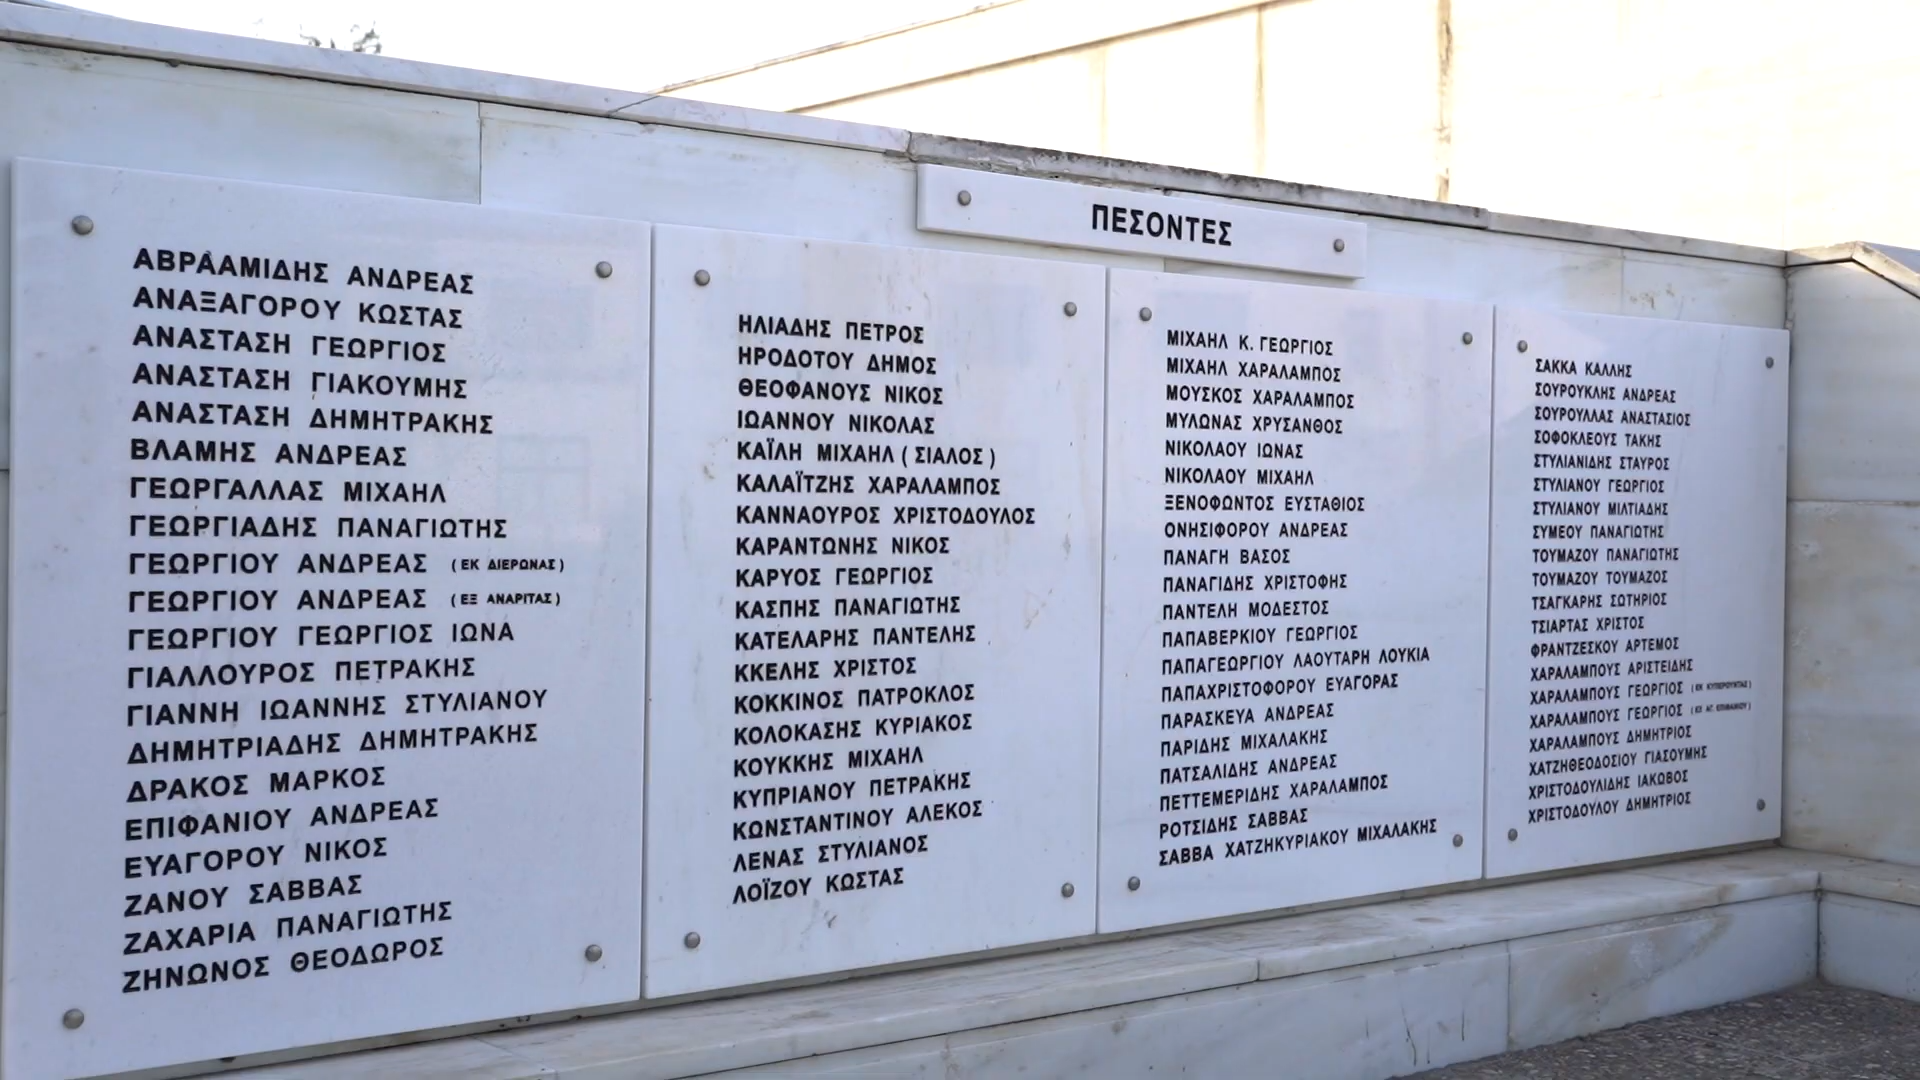 ΠΕΣΟΝΤΕΣ
ΑΒΡΑΑΜΙΔΗΣ ΑΝΔΡΕΑΣ
ΑΝΑΞΑΓΟΡΟΥ ΚΩΣΤΑΣ
ΑΝΑΣΤΑΣΗ ΓΕΩΡΓΙΟΣ
ΑΝΑΣΤΑΣΗ ΓΙΑΚΟΥΜΗΣ
ΑΝΑΣΤΑΣΗ ΔΗΜΗΤΡΑΚΗΣ
ΒΛΑΜΗΣ ΑΝΔΡΕΑΣ
ΓΕΩΡΓΑΛΛΑΣ ΜΙΧΑΗΛ
ΓΕΩΡΓΙΑΔΗΣ ΠΑΝΑΓΙΩΤΗΣ
ΓΕΩΡΓΙΟΥ ΑΝΔΡΕΑΣ (ΕΚ ΔΙΕΡΩΝΑΣ)
ΓΕΩΡΓΙΟΥ ΑΝΔΡΕΑΣ (ΕΞ ΑΝΑΡΙΤΑΣ)
ΓΕΩΡΓΙΟΥ ΓΕΩΡΓΙΟΣ ΙΩΝΑ
ΓΙΑΛΛΟΥΡΟΣ ΠΕΤΡΑΚΗΣ
ΓΙΑΝΝΗ ΙΩΑΝΝΗΣ ΣΤΥΛΙΑΝΟΥ
ΔΗΜΗΤΡΙΑΔΗΣ ΔΗΜΗΤΡΑΚΗΣ
ΔΡΑΚΟΣ ΜΑΡΚΟΣ
ΕΠΙΦΑΝΙΟΥ ΑΝΔΡΕΑΣ
ΕΥΑΓΟΡΟΥ ΝΙΚΟΣ
ΖΑΝΟΥ ΣΑΒΒΑΣ
ΖΑΧΑΡΙΑ ΠΑΝΑΓΙΩΤΗΣ
ΖΗΝΩΝΟΣ ΘΕΟΔΩΡΟΣ
ΗΛΙΑΔΗΣ ΠΕΤΡΟΣ
ΗΡΟΔΟΤΟΥ ΔΗΜΟΣ
ΘΕΟΦΑΝΟΥΣ ΝΙΚΟΣ
ΙΩΑΝΝΟΥ ΝΙΚΟΛΑΣ
ΚΑΪΛΗ ΜΙΧΑΗΛ (ΣΙΑΛΟΣ)
ΚΑΛΑΪΤΖΗΣ ΧΑΡΑΛΑΜΠΟΣ
ΚΑΝΝΑΟΥΡΟΣ ΧΡΙΣΤΟΔΟΥΛΟΣ
ΚΑΡΑΝΤΩΝΗΣ ΝΙΚΟΣ
ΚΑΡΥΟΣ ΓΕΩΡΓΙΟΣ
ΚΑΣΠΗΣ ΠΑΝΑΓΙΩΤΗΣ
ΚΑΤΕΛΑΡΗΣ ΠΑΝΤΕΛΗΣ
ΚΚΕΛΗΣ ΧΡΙΣΤΟΣ
ΚΟΚΚΙΝΟΣ ΠΑΤΡΟΚΛΟΣ
ΚΟΛΟΚΑΣΗΣ ΚΥΡΙΑΚΟΣ
ΚΟΥΚΚΗΣ ΜΙΧΑΗΛ
ΚΥΠΡΙΑΝΟΥ ΠΕΤΡΑΚΗΣ
ΚΩΝΣΤΑΝΤΙΝΟΥ ΑΛΕΚΟΣ
ΛΕΝΑΣ ΣΤΥΛΙΑΝΟΣ
ΛΟΪΖΟΥ ΚΩΣΤΑΣ
ΜΙΧΑΗΛ Κ. ΓΕΩΡΓΙΟΣ
ΜΙΧΑΗΛ ΧΑΡΑΛΑΜΠΟΣ
ΜΟΥΣΚΟΣ ΧΑΡΑΛΑΜΠΟΣ
ΜΥΛΩΝΑΣ ΧΡΥΣΑΝΘΟΣ
ΝΙΚΟΛΑΟΥ ΙΩΝΑΣ
ΝΙΚΟΛΑΟΥ ΜΙΧΑΗΛ
ΞΕΝΟΦΩΝΤΟΣ ΕΥΣΤΑΘΙΟΣ
ΟΝΗΣΙΦΟΡΟΥ ΑΝΔΡΕΑΣ
ΠΑΝΑΓΗ ΒΑΣΟΣ
ΠΑΝΑΓΙΔΗΣ ΧΡΙΣΤΟΦΗΣ
ΠΑΝΤΕΛΗ ΜΟΔΕΣΤΟΣ
ΠΑΠΑΒΕΡΚΙΟΥ ΓΕΩΡΓΙΟΣ
ΠΑΠΑΓΕΩΡΓΙΟΥ ΛΑΟΥΤΑΡΗ ΛΟΥΚΙΑ
ΠΑΠΑΧΡΙΣΤΟΦΟΡΟΥ ΕΥΑΓΟΡΑΣ
ΠΑΡΑΣΚΕΥΑ ΑΝΔΡΕΑΣ
ΠΑΡΙΔΗΣ ΜΙΧΑΛΑΚΗΣ
ΠΑΤΣΑΛΙΔΗΣ ΑΝΔΡΕΑΣ
ΠΕΤΤΕΜΕΡΙΔΗΣ ΧΑΡΑΛΑΜΠΟΣ
ΡΟΤΣΙΔΗΣ ΣΑΒΒΑΣ
ΣΑΒΒΑ ΧΑΤΖΗΚΥΡΙΑΚΟΥ ΜΙΧΑΛΑΚΗΣ
ΣΑΚΚΑ ΚΑΛΛΗΣ
ΣΟΥΡΟΥΚΛΗΣ ΑΝΔΡΕΑΣ
ΣΟΥΡΟΥΛΛΑΣ ΑΝΑΣΤΑΣΙΟΣ
ΣΟΦΟΚΛΕΟΥΣ ΤΑΚΗΣ
ΣΤΥΛΙΑΝΙΔΗΣ ΣΤΑΥΡΟΣ
ΣΤΥΛΙΑΝΟΥ ΓΕΩΡΓΙΟΣ
ΣΤΥΛΙΑΝΟΥ ΜΙΛΤΙΑΔΗΣ
ΣΥΜΕΟΥ ΠΑΝΑΓΙΩΤΗΣ
ΤΟΥΜΑΖΟΥ ΠΑΝΑΓΙΩΤΗΣ
ΤΟΥΜΑΖΟΥ ΤΟΥΜΑΖΟΣ
ΤΣΑΓΚΑΡΗΣ ΣΩΤΗΡΙΟΣ
ΤΣΙΑΡΤΑΣ ΧΡΙΣΤΟΣ
ΦΡΑΝΤΖΕΣΚΟΥ ΑΡΤΕΜΟΣ
ΧΑΡΑΛΑΜΠΟΥΣ ΑΡΙΣΤΕΙΔΗΣ
ΧΑΡΑΛΑΜΠΟΥΣ ΓΕΩΡΓΙΟΣ (ΕΚ ΚΥΠΕΡΟΥΝΤΑΣ)
ΧΑΡΑΛΑΜΠΟΥΣ ΓΕΩΡΓΙΟΣ (ΕΞ ΑΓ. ΕΠΙΦΑΝΙΟΥ)
ΧΑΡΑΛΑΜΠΟΥΣ ΔΗΜΗΤΡΙΟΣ
ΧΑΤΖΗΘΕΟΔΟΣΙΟΥ ΓΙΑΣΟΥΜΗΣ
ΧΡΙΣΤΟΔΟΥΛΙΔΗΣ ΙΑΚΩΒΟΣ
ΧΡΙΣΤΟΔΟΥΛΟΥ ΔΗΜΗΤΡΙΟΣ